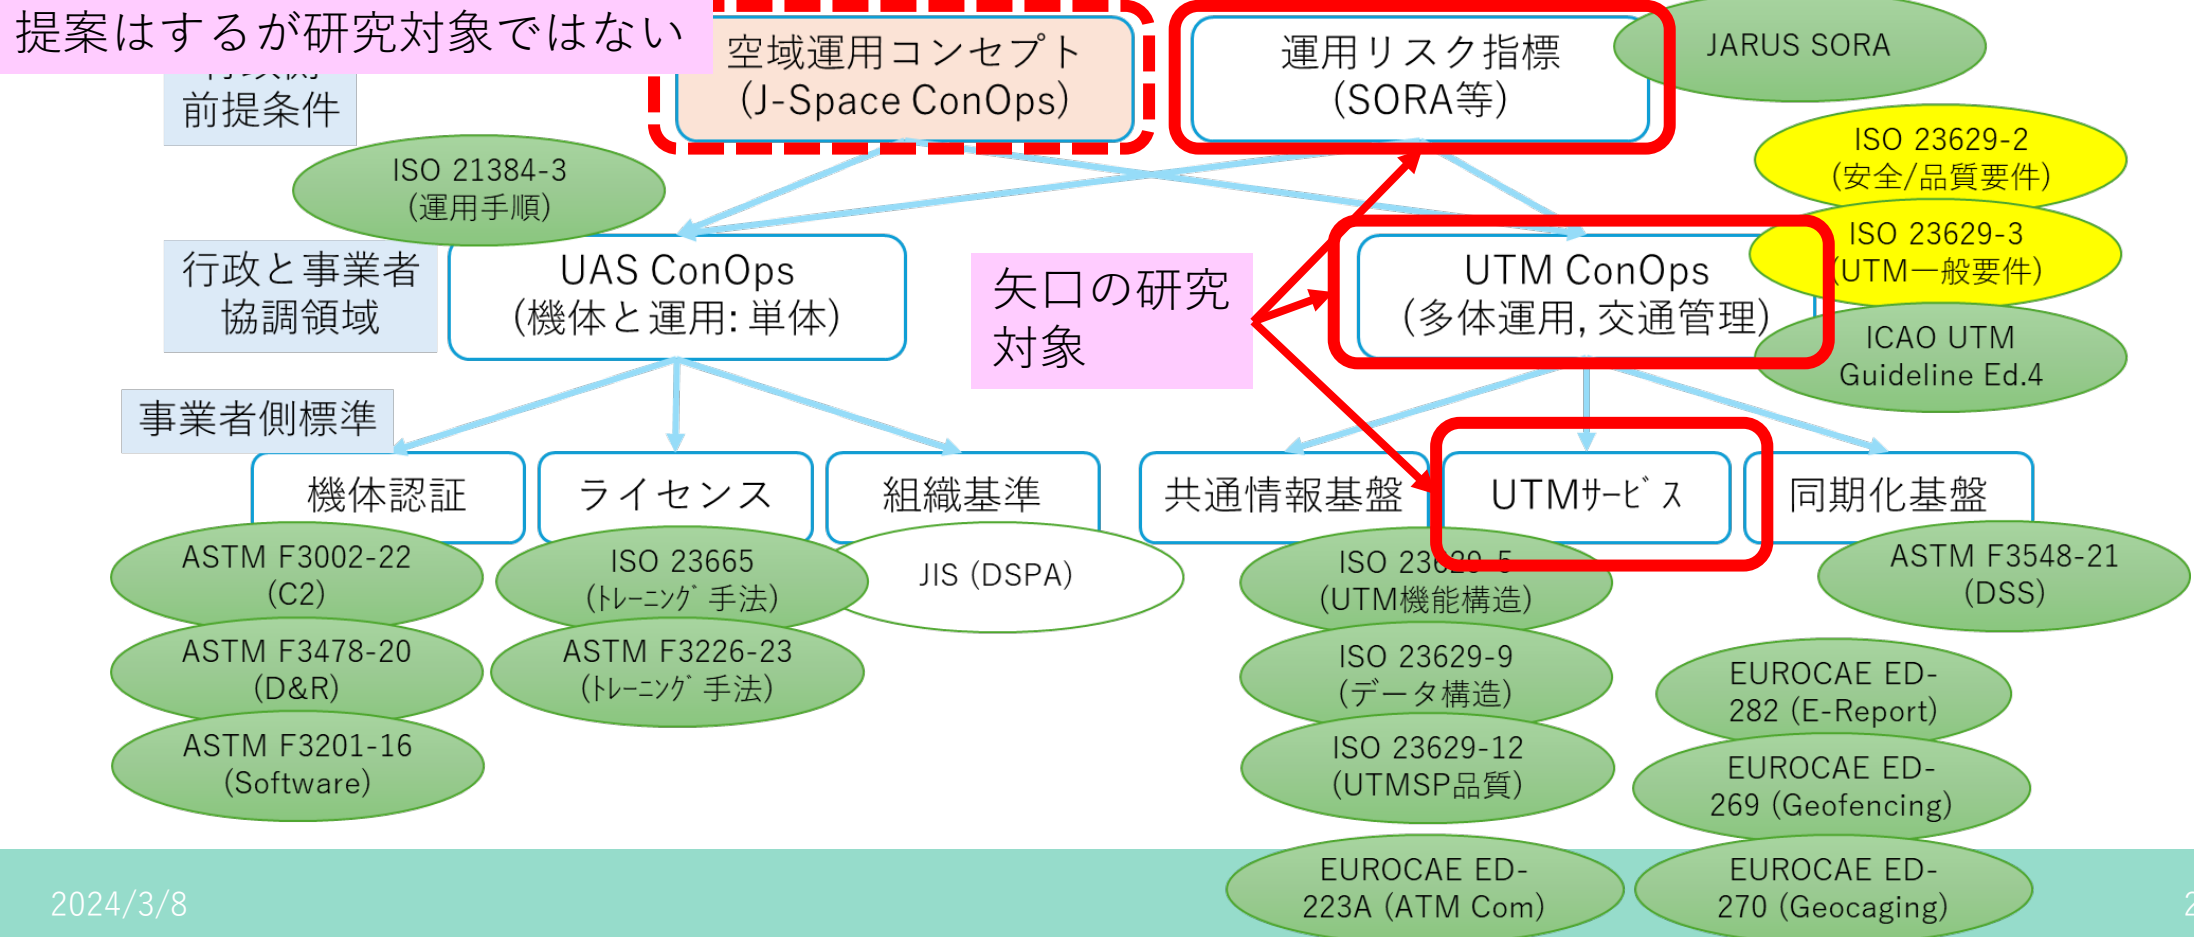 提案はするが研究対象ではない
前提条件
空域運用コンセプト
(J-Space ConOps)
運用リスク指標
(SORA等)
JARUS SORA
ISO 21384-3
(運用手順)
ISO 23629-2
(安全/品質要件)
ISO 23629-3
(UTM一般要件)
ICAO UTM
Guideline Ed.4
行政と事業者
協調領域
UAS ConOps
(機体と運用: 単体)
矢口の研究
対象
UTM ConOps
(多体運用, 交通管理)
事業者側標準
機体認証
ライセンス
組織基準
共通情報基盤
UTMｻｰﾋﾞｽ
同期化基盤
ASTM F3002-22
(C2)
ASTM F3478-20
(D&R)
ASTM F3201-16
(Software)
ISO 23665
(ﾄﾚｰﾆﾝｸﾞ手法)
ASTM F3226-23
(ﾄﾚｰﾆﾝｸﾞ手法)
JIS (DSPA)
ISO 23629-5
(UTM機能構造)
ISO 23629-9
(データ構造)
ISO 23629-12
(UTMSP品質)
EUROCAE ED-
223A (ATM Com)
ASTM F3548-21
(DSS)
EUROCAE ED-
282 (E-Report)
EUROCAE ED-
269 (Geofencing)
EUROCAE ED-
270 (Geocaging)
2024/3/8